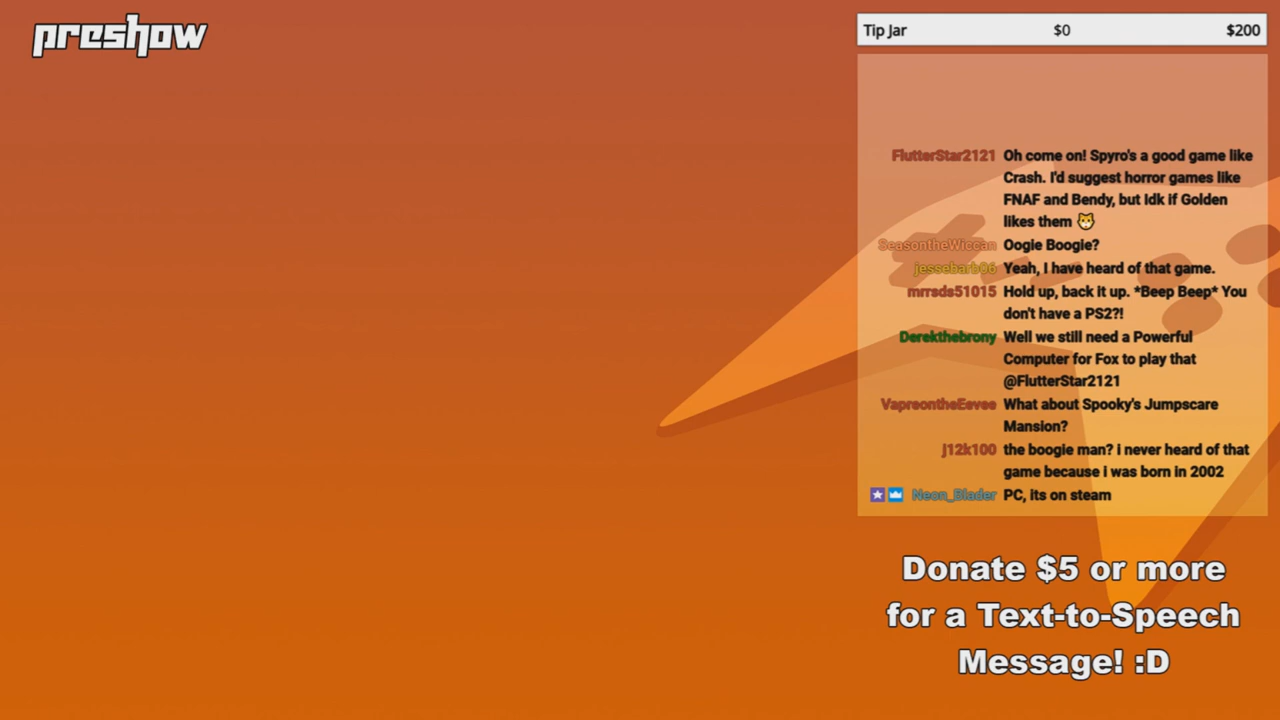 preshow
Tip Jar $0 $200
FlutterStar2121 Oh come on! Spyro's a good game like
Crash. I'd suggest horror games like
FNAF and Bendy, but Idk if Golden
likes them 🐱
SeasontheWiccan Oogie Boogie?
jessebarb06 Yeah, I have heard of that game.
mrrsds51015 Hold up, back it up. *Beep Beep* You
don't have a PS2?!
Derekthebrony Well we still need a Powerful
Computer for Fox to play that
@FlutterStar2121
VapreontheEevee What about Spooky's Jumpscare
Mansion?
j12k100 the boogie man? i never heard of that
game because i was born in 2002
Neon_Blader PC, its on steam
Donate $5 or more
for a Text-to-Speech
Message! :D